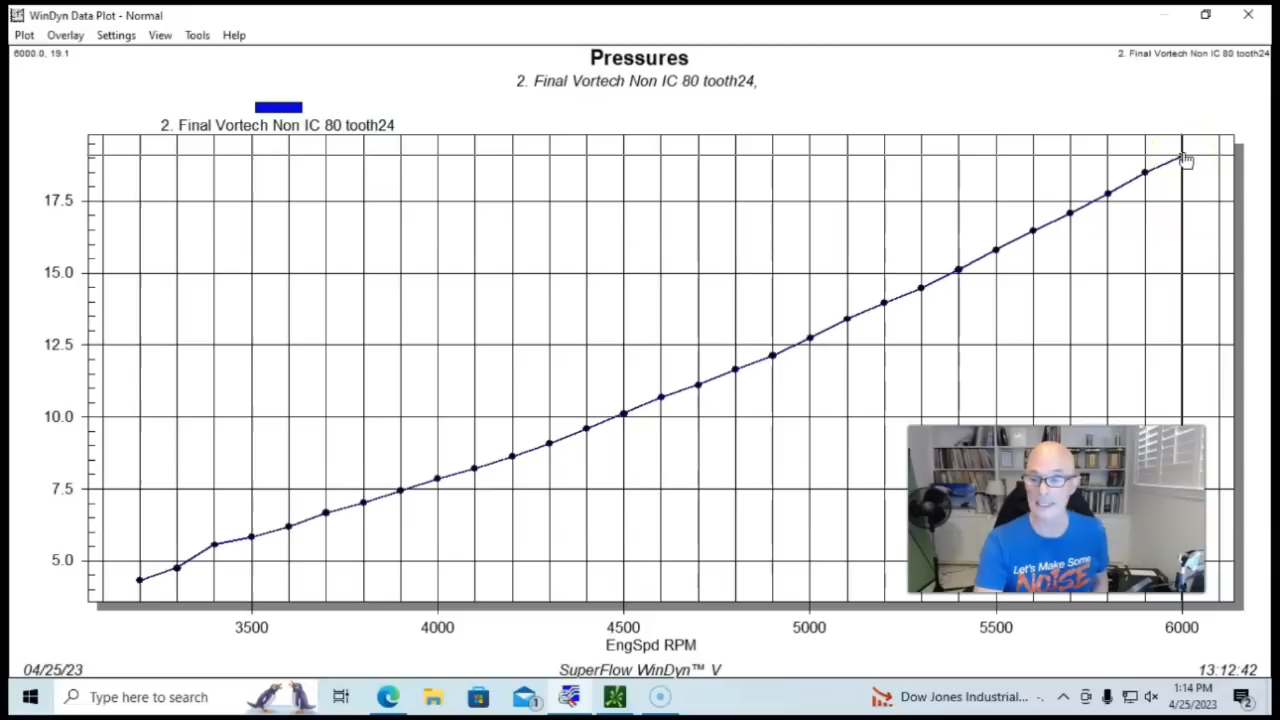 WinDyn Data Plot - Normal
Plot Overlay Settings View Tools Help
6000.0, 19.1
2. Final Vortech Non IC 80 tooth24
Pressures
2. Final Vortech Non IC 80 tooth24,
2. Final Vortech Non IC 80 tooth24
17.5
15.0
12.5
10.0
7.5
5.0
3500 4000 4500 5000 5500 6000
EngSpd RPM
LET'S MAKE SOME
NOISE
04/25/23 SuperFlow WinDyn™ V 13:12:42
Type here to search
1
Dow Jones Industrial...
1:14 PM
4/25/2023
2